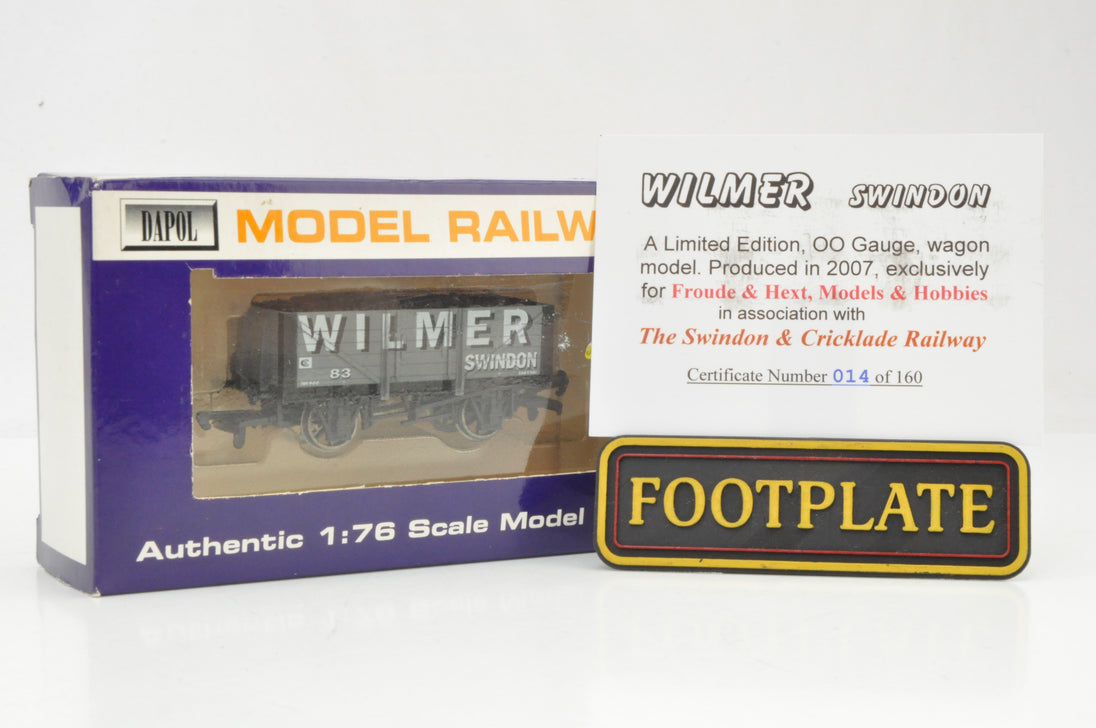 DAPOL
MODEL RAILW
WILMER
SWINDON
83
Authentic 1:76 Scale Model
WILMER SWINDON
A Limited Edition, OO Gauge, wagon
model. Produced in 2007, exclusively
for Froude & Hext, Models & Hobbies
in association with
The Swindon & Cricklade Railway
Certificate Number 014 of 160
FOOTPLATE